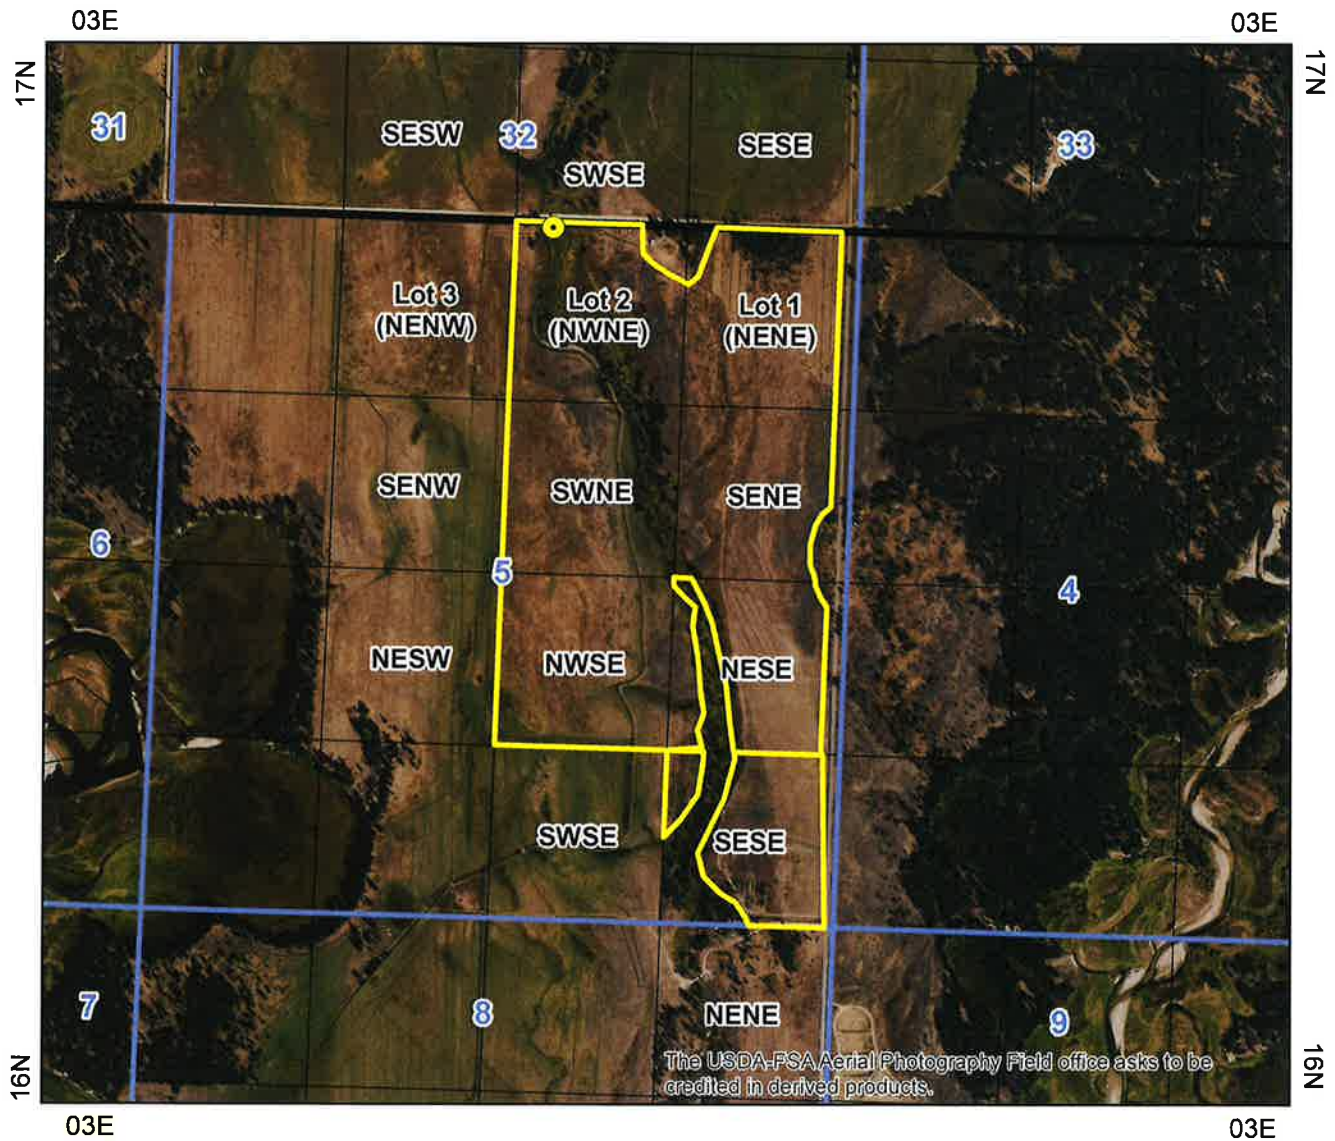 03E 03E
17N 17N
31 SESW 32 SWSE SESE 33
Lot 3
(NENW)
Lot 2
(NWNE)
Lot 1
(NENE)
SENW SWNE SENE
6 5 4
NESW NWSE NESE
SWSE SESE
7 8 NENE 9
The USDA-FSA Aerial Photography Field office asks to be
credited in derived products.
16N 16N
03E 03E